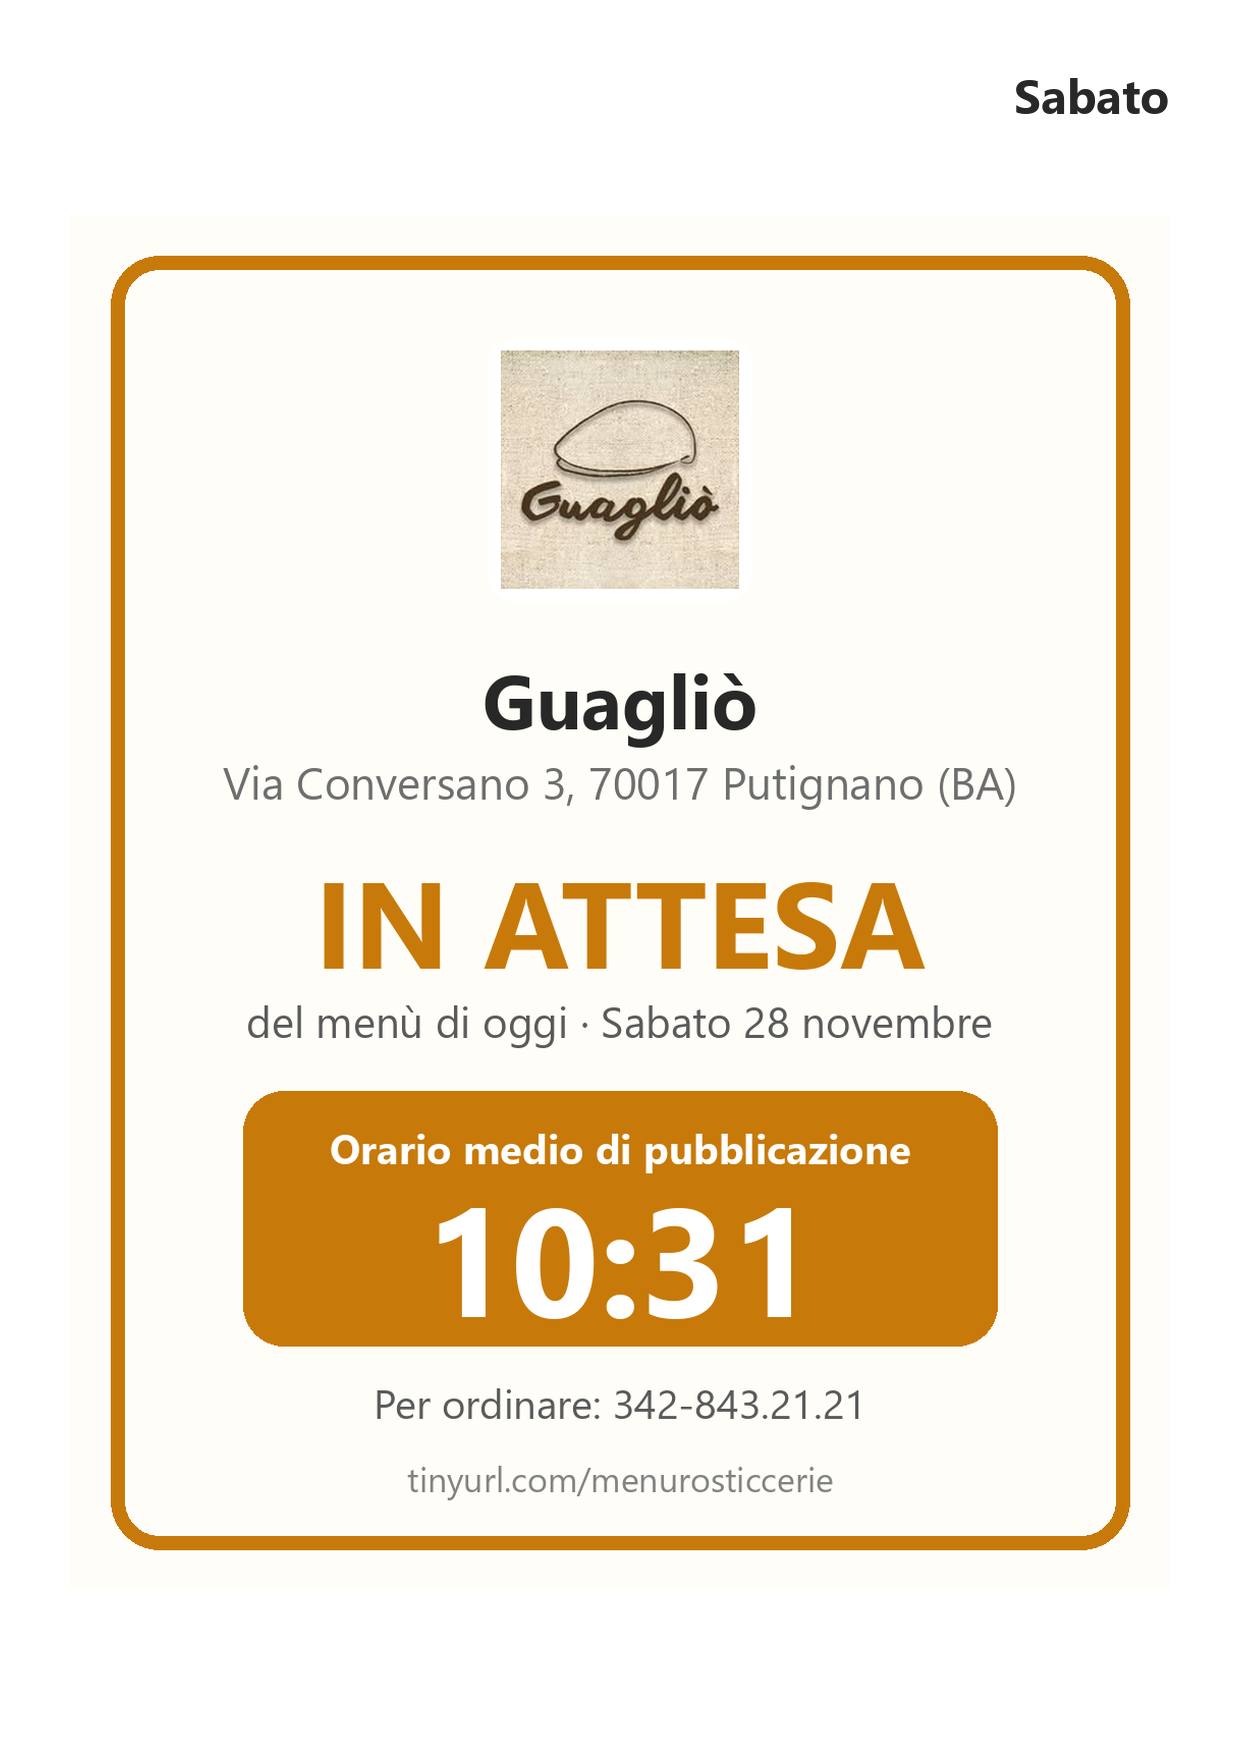 Sabato
Guagliò
Guagliò
Via Conversano 3, 70017 Putignano (BA)
IN ATTESA
del menù di oggi · Sabato 28 novembre
Orario medio di pubblicazione
10:31
Per ordinare: 342-843.21.21
tinyurl.com/menurosticcerie